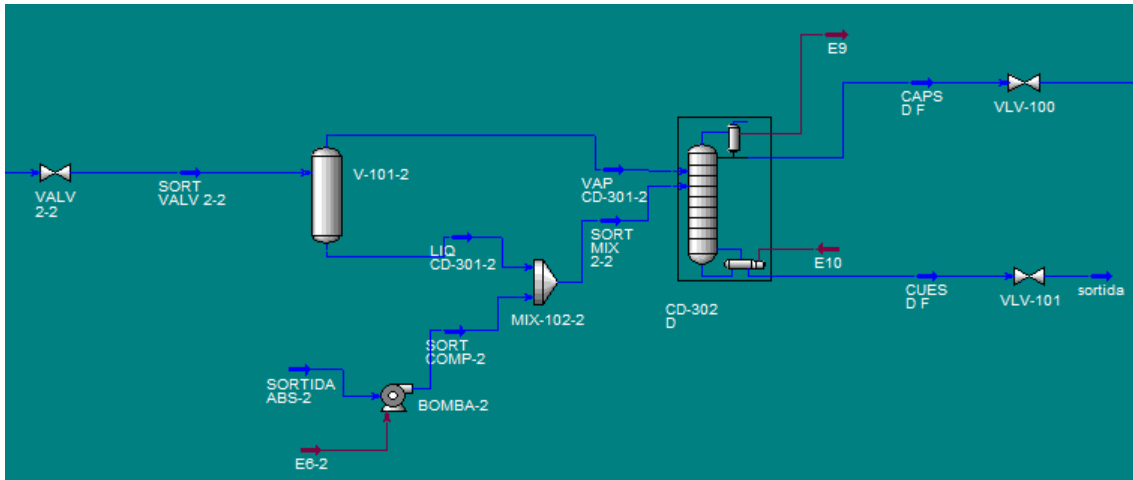 E9
CAPS
D F
VLV-100
V-101-2
VALV
2-2
SORT
VALV 2-2
VAP
CD-301-2
SORT
MIX
2-2
LIQ
CD-301-2
E10
CUES
D F
VLV-101
sortida
CD-302
D
MIX-102-2
SORT
COMP-2
SORTIDA
ABS-2
BOMBA-2
E6-2